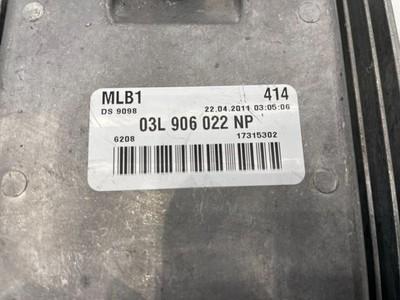 MLB1 414
DS 9098 22.04.2011 03:05:06
03L 906 022 NP
6208 17315302